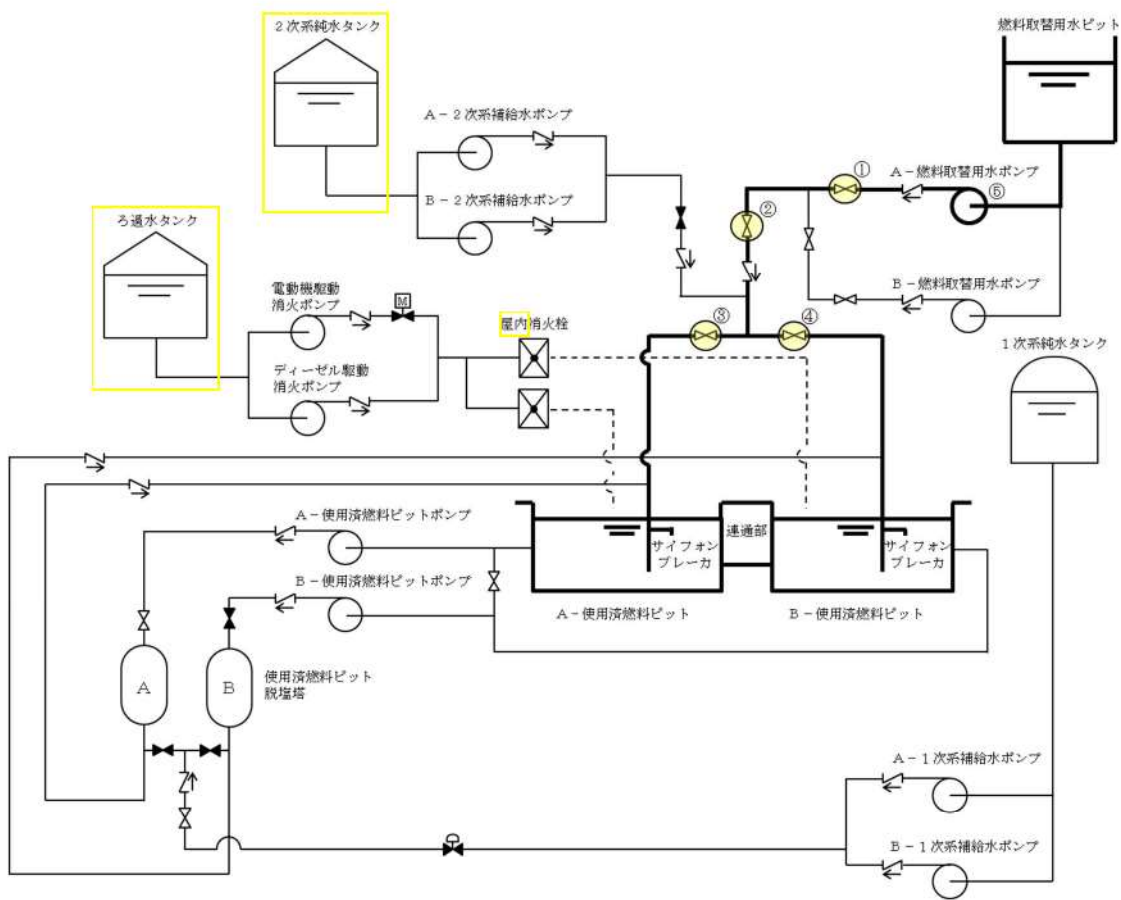 2次系純水タンク
燃料取替用水ピット
A-2次系補給水ポンプ
①
A-燃料取替用水ポンプ
⑤
②
B-2次系補給水ポンプ
ろ過水タンク
電動機駆動
消火ポンプ
M
B-燃料取替用水ポンプ
屋内消火栓
③
④
1次系純水タンク
ディーゼル駆動
消火ポンプ
A-使用済燃料ピットポンプ
連通部
サイフォン
ブレーカ
サイフォン
ブレーカ
B-使用済燃料ピットポンプ
A-使用済燃料ピット
B-使用済燃料ピット
A
B
使用済燃料ピット
脱塩塔
A-1次系補給水ポンプ
B-1次系補給水ポンプ